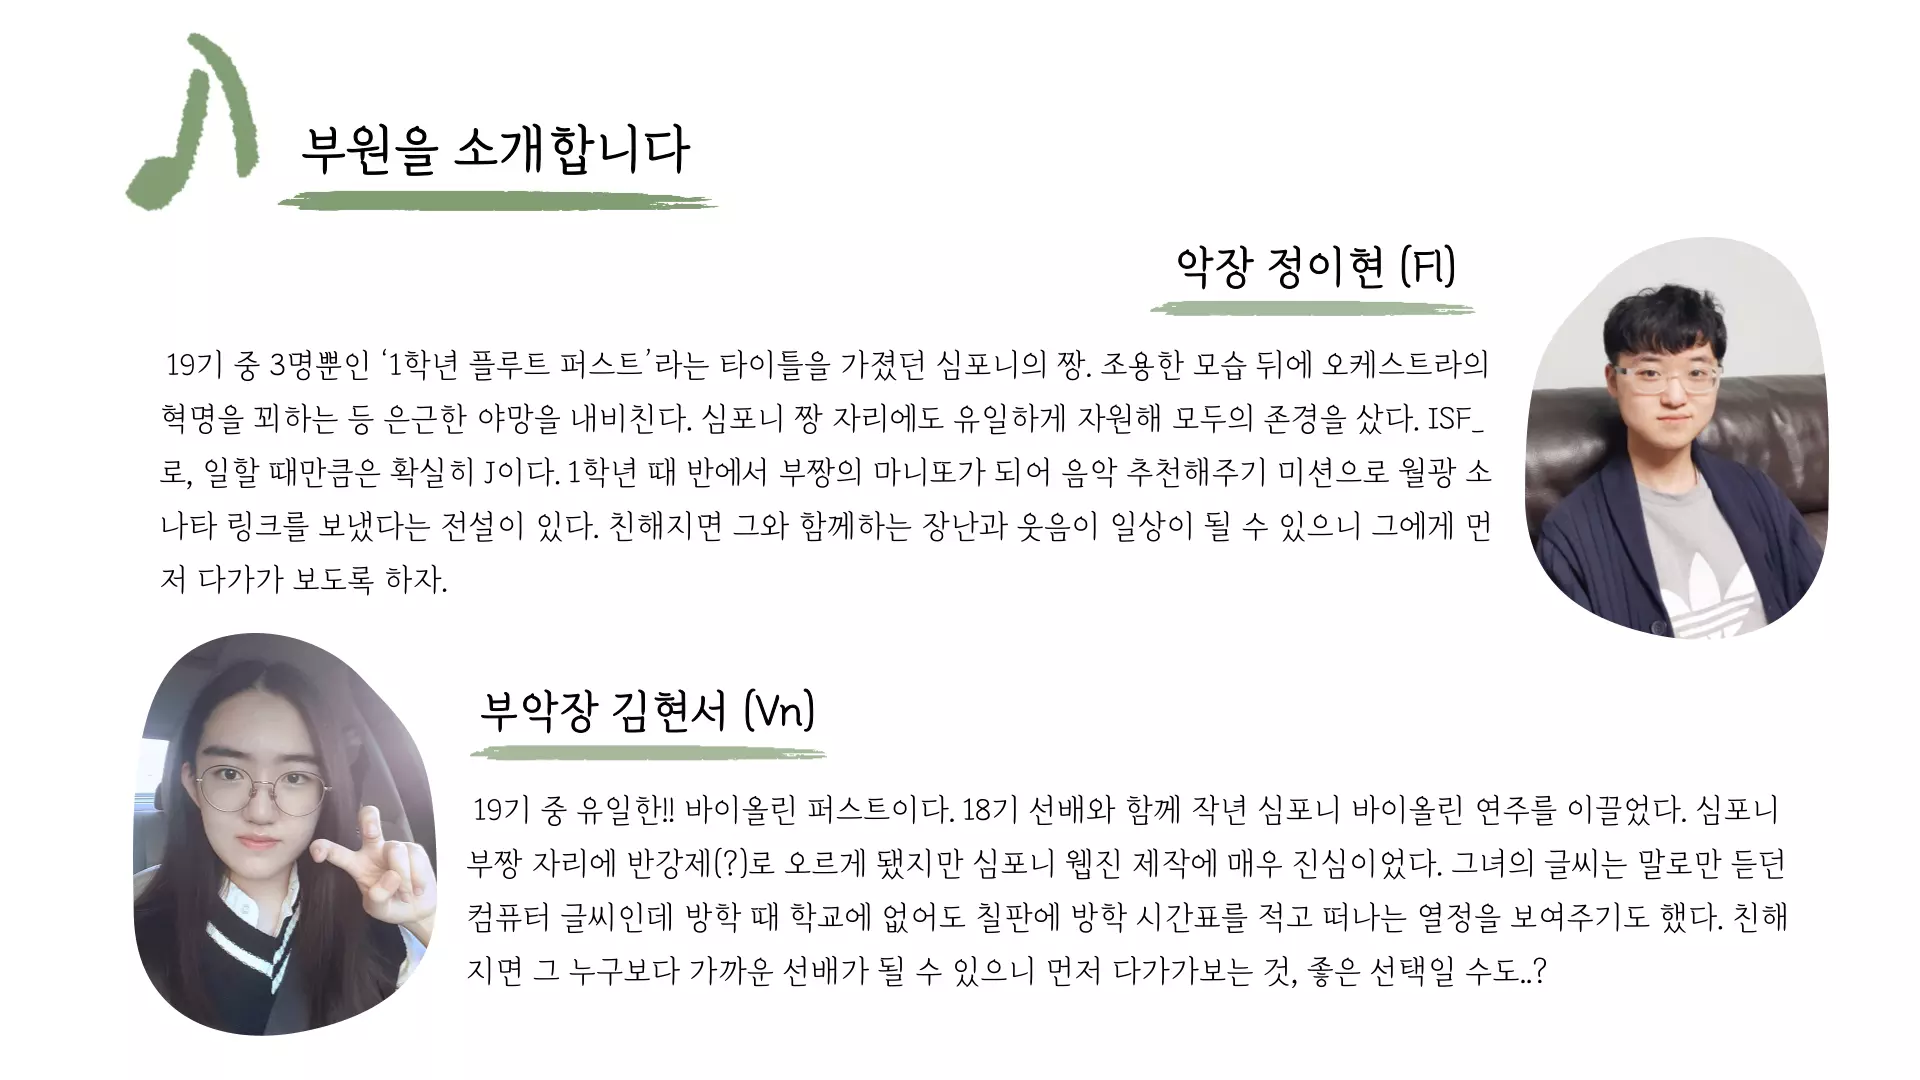 부원을 소개합니다
악장 정이현 (Fl)
19기 중 3명뿐인 ‘1학년 플루트 퍼스트’라는 타이틀을 가졌던 심포니의 짱. 조용한 모습 뒤에 오케스트라의
혁명을 꾀하는 등 은근한 야망을 내비친다. 심포니 짱 자리에도 유일하게 자원해 모두의 존경을 샀다. ISF_
로, 일할 때만큼은 확실히 J이다. 1학년 때 반에서 부짱의 마니또가 되어 음악 추천해주기 미션으로 월광 소
나타 링크를 보냈다는 전설이 있다. 친해지면 그와 함께하는 장난과 웃음이 일상이 될 수 있으니 그에게 먼
저 다가가 보도록 하자.
부악장 김현서 (Vn)
19기 중 유일한!! 바이올린 퍼스트이다. 18기 선배와 함께 작년 심포니 바이올린 연주를 이끌었다. 심포니
부짱 자리에 반강제(?)로 오르게 됐지만 심포니 웹진 제작에 매우 진심이었다. 그녀의 글씨는 말로만 듣던
컴퓨터 글씨인데 방학 때 학교에 없어도 칠판에 방학 시간표를 적고 떠나는 열정을 보여주기도 했다. 친해
지면 그 누구보다 가까운 선배가 될 수 있으니 먼저 다가가보는 것, 좋은 선택일 수도..?